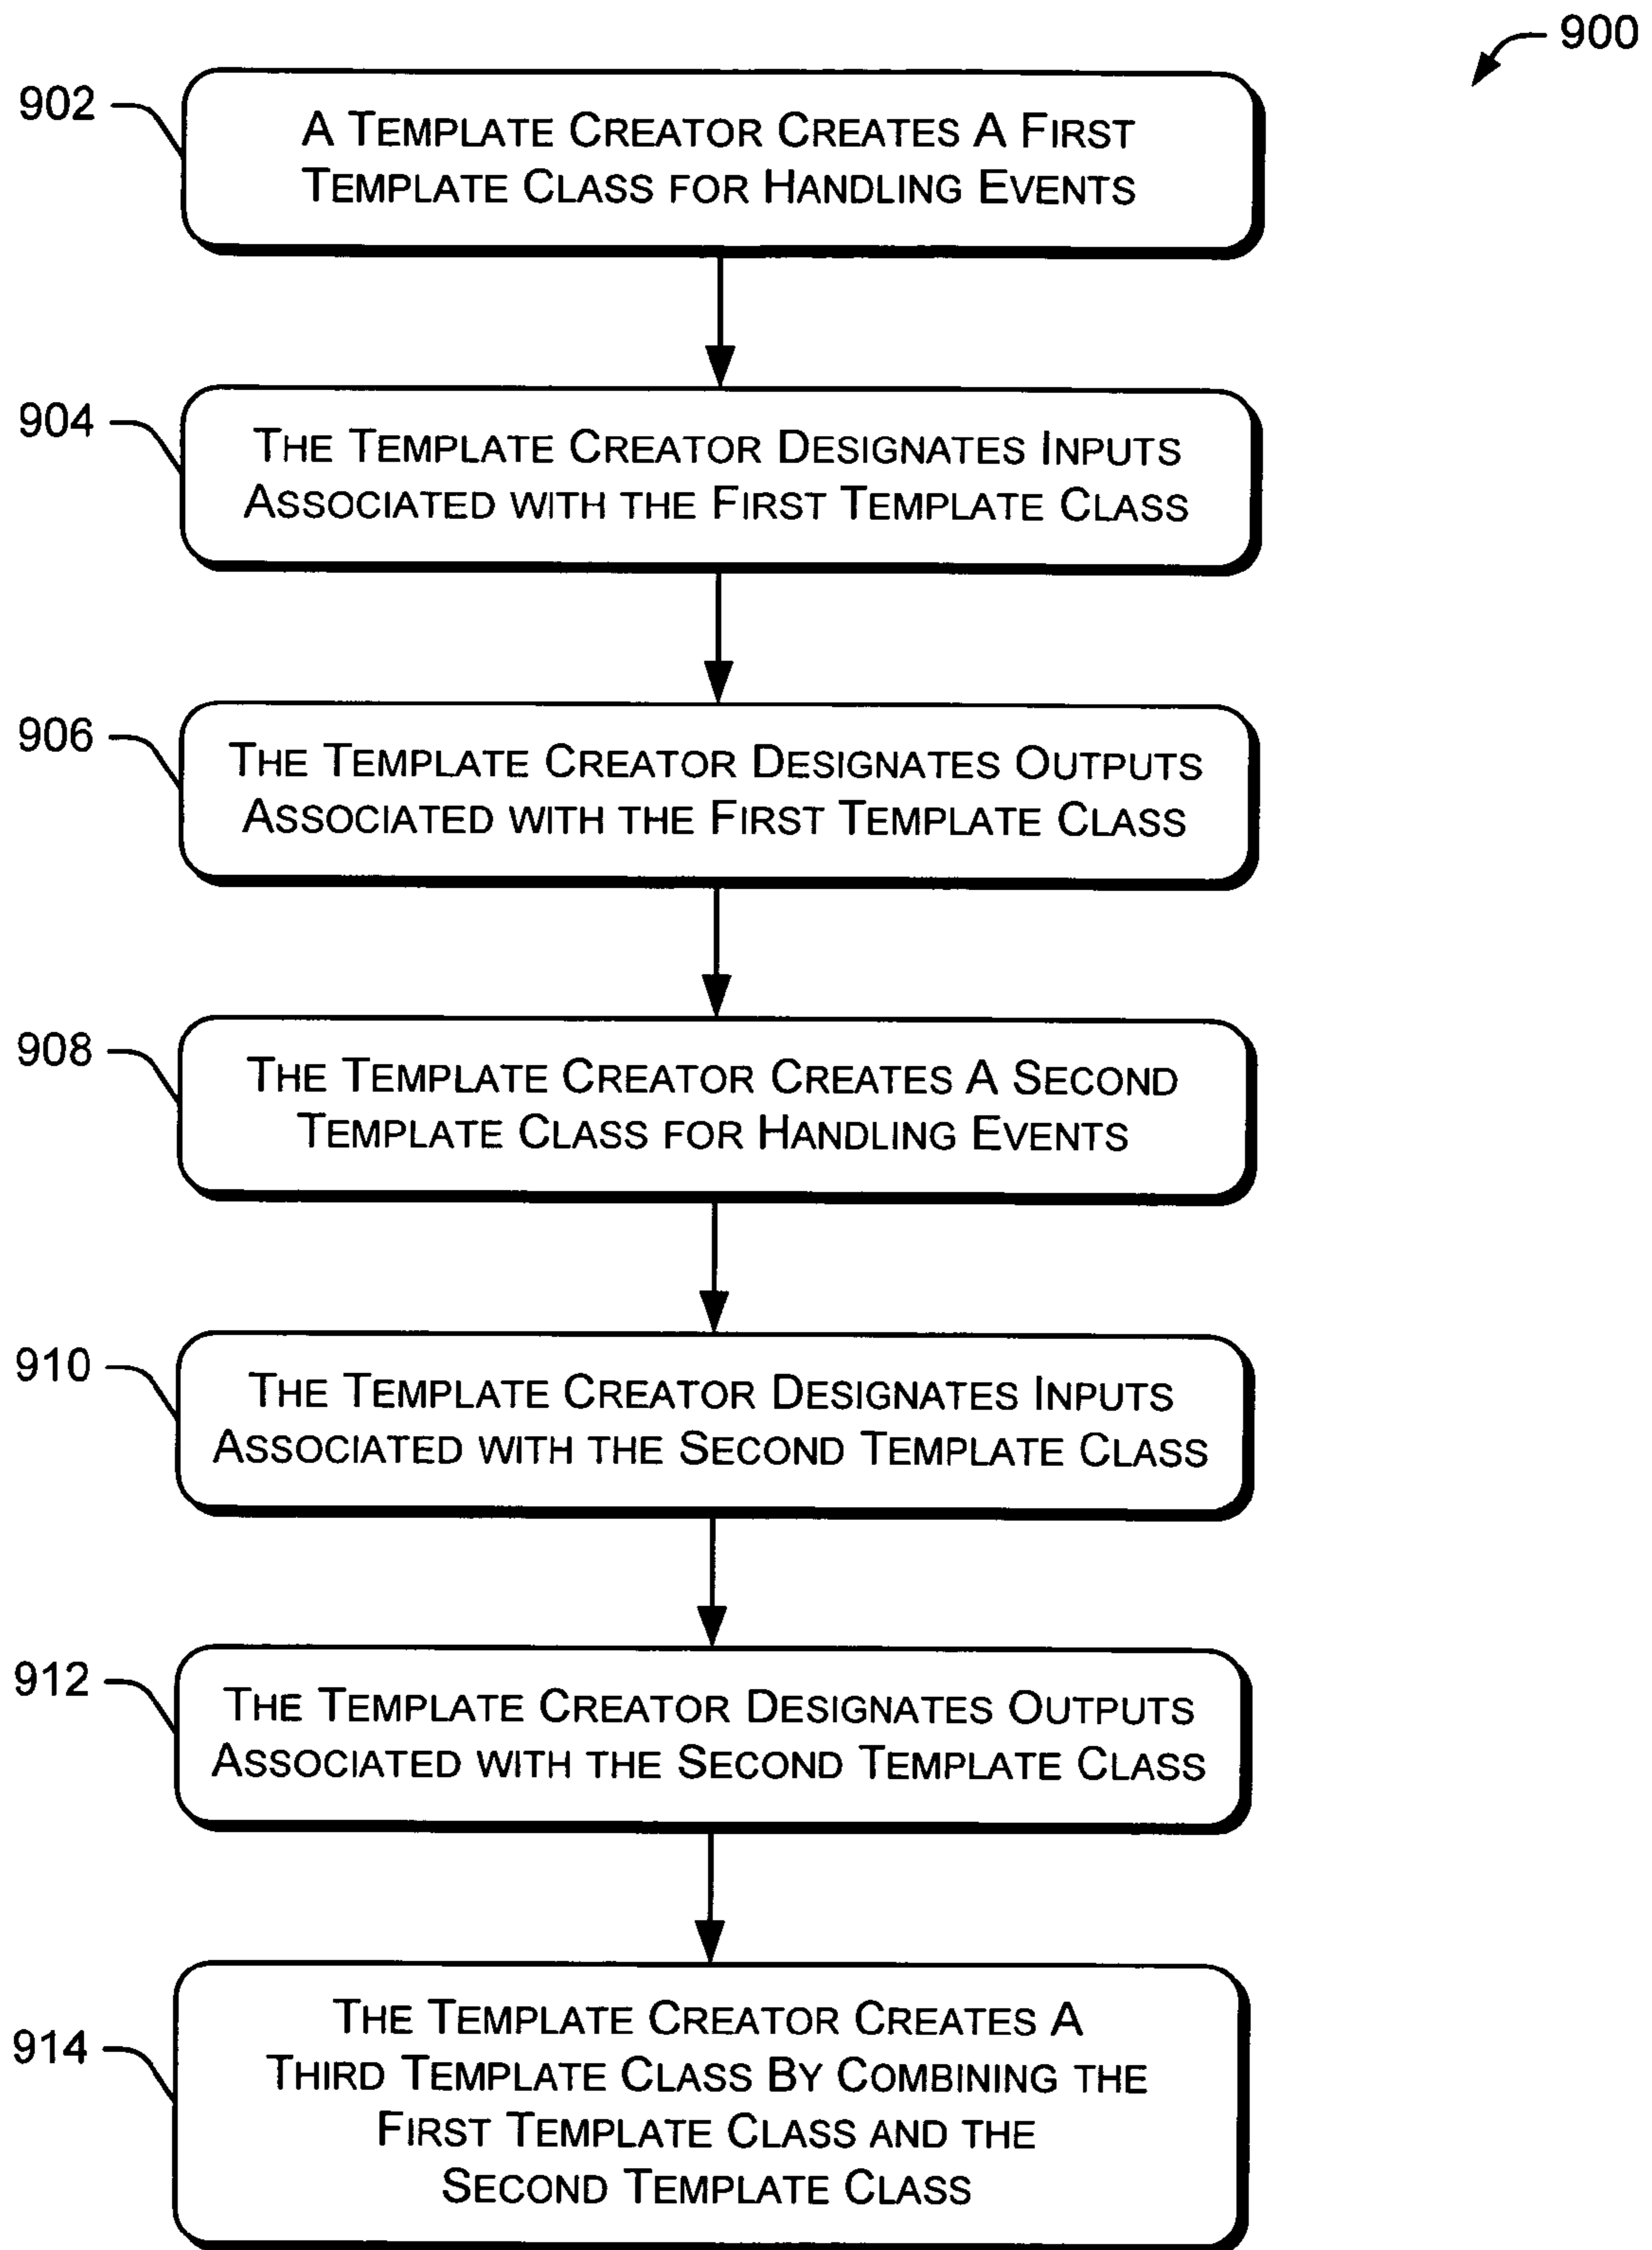 900
902
A TEMPLATE CREATOR CREATES A FIRST
TEMPLATE CLASS FOR HANDLING EVENTS
904
THE TEMPLATE CREATOR DESIGNATES INPUTS
ASSOCIATED WITH THE FIRST TEMPLATE CLASS
906
THE TEMPLATE CREATOR DESIGNATES OUTPUTS
ASSOCIATED WITH THE FIRST TEMPLATE CLASS
908
THE TEMPLATE CREATOR CREATES A SECOND
TEMPLATE CLASS FOR HANDLING EVENTS
910
THE TEMPLATE CREATOR DESIGNATES INPUTS
ASSOCIATED WITH THE SECOND TEMPLATE CLASS
912
THE TEMPLATE CREATOR DESIGNATES OUTPUTS
ASSOCIATED WITH THE SECOND TEMPLATE CLASS
914
THE TEMPLATE CREATOR CREATES A
THIRD TEMPLATE CLASS BY COMBINING THE
FIRST TEMPLATE CLASS AND THE
SECOND TEMPLATE CLASS